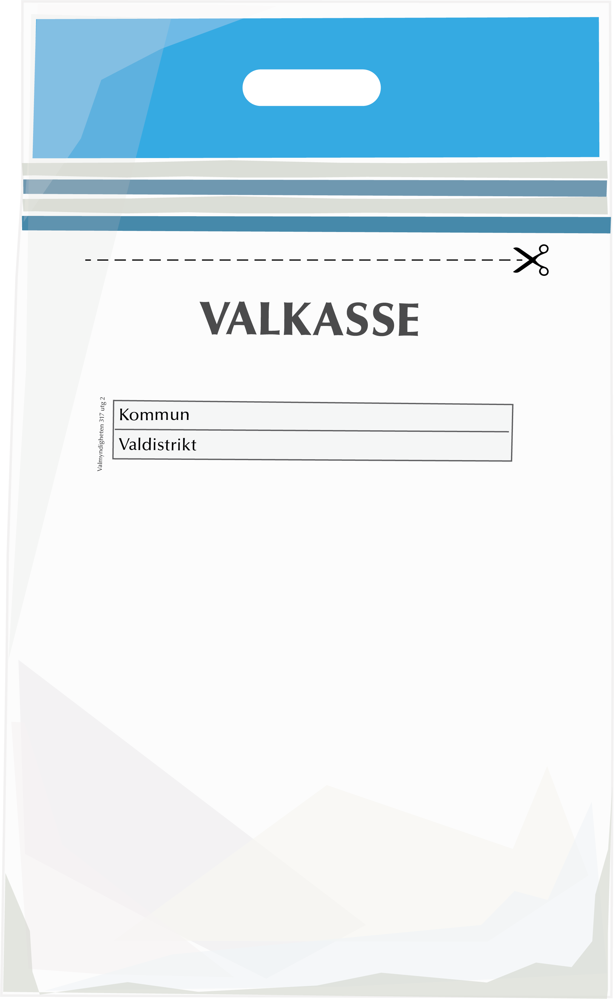 VALKASSE
Valmyndigheten 317 utg 2
Kommun
Valdistrikt